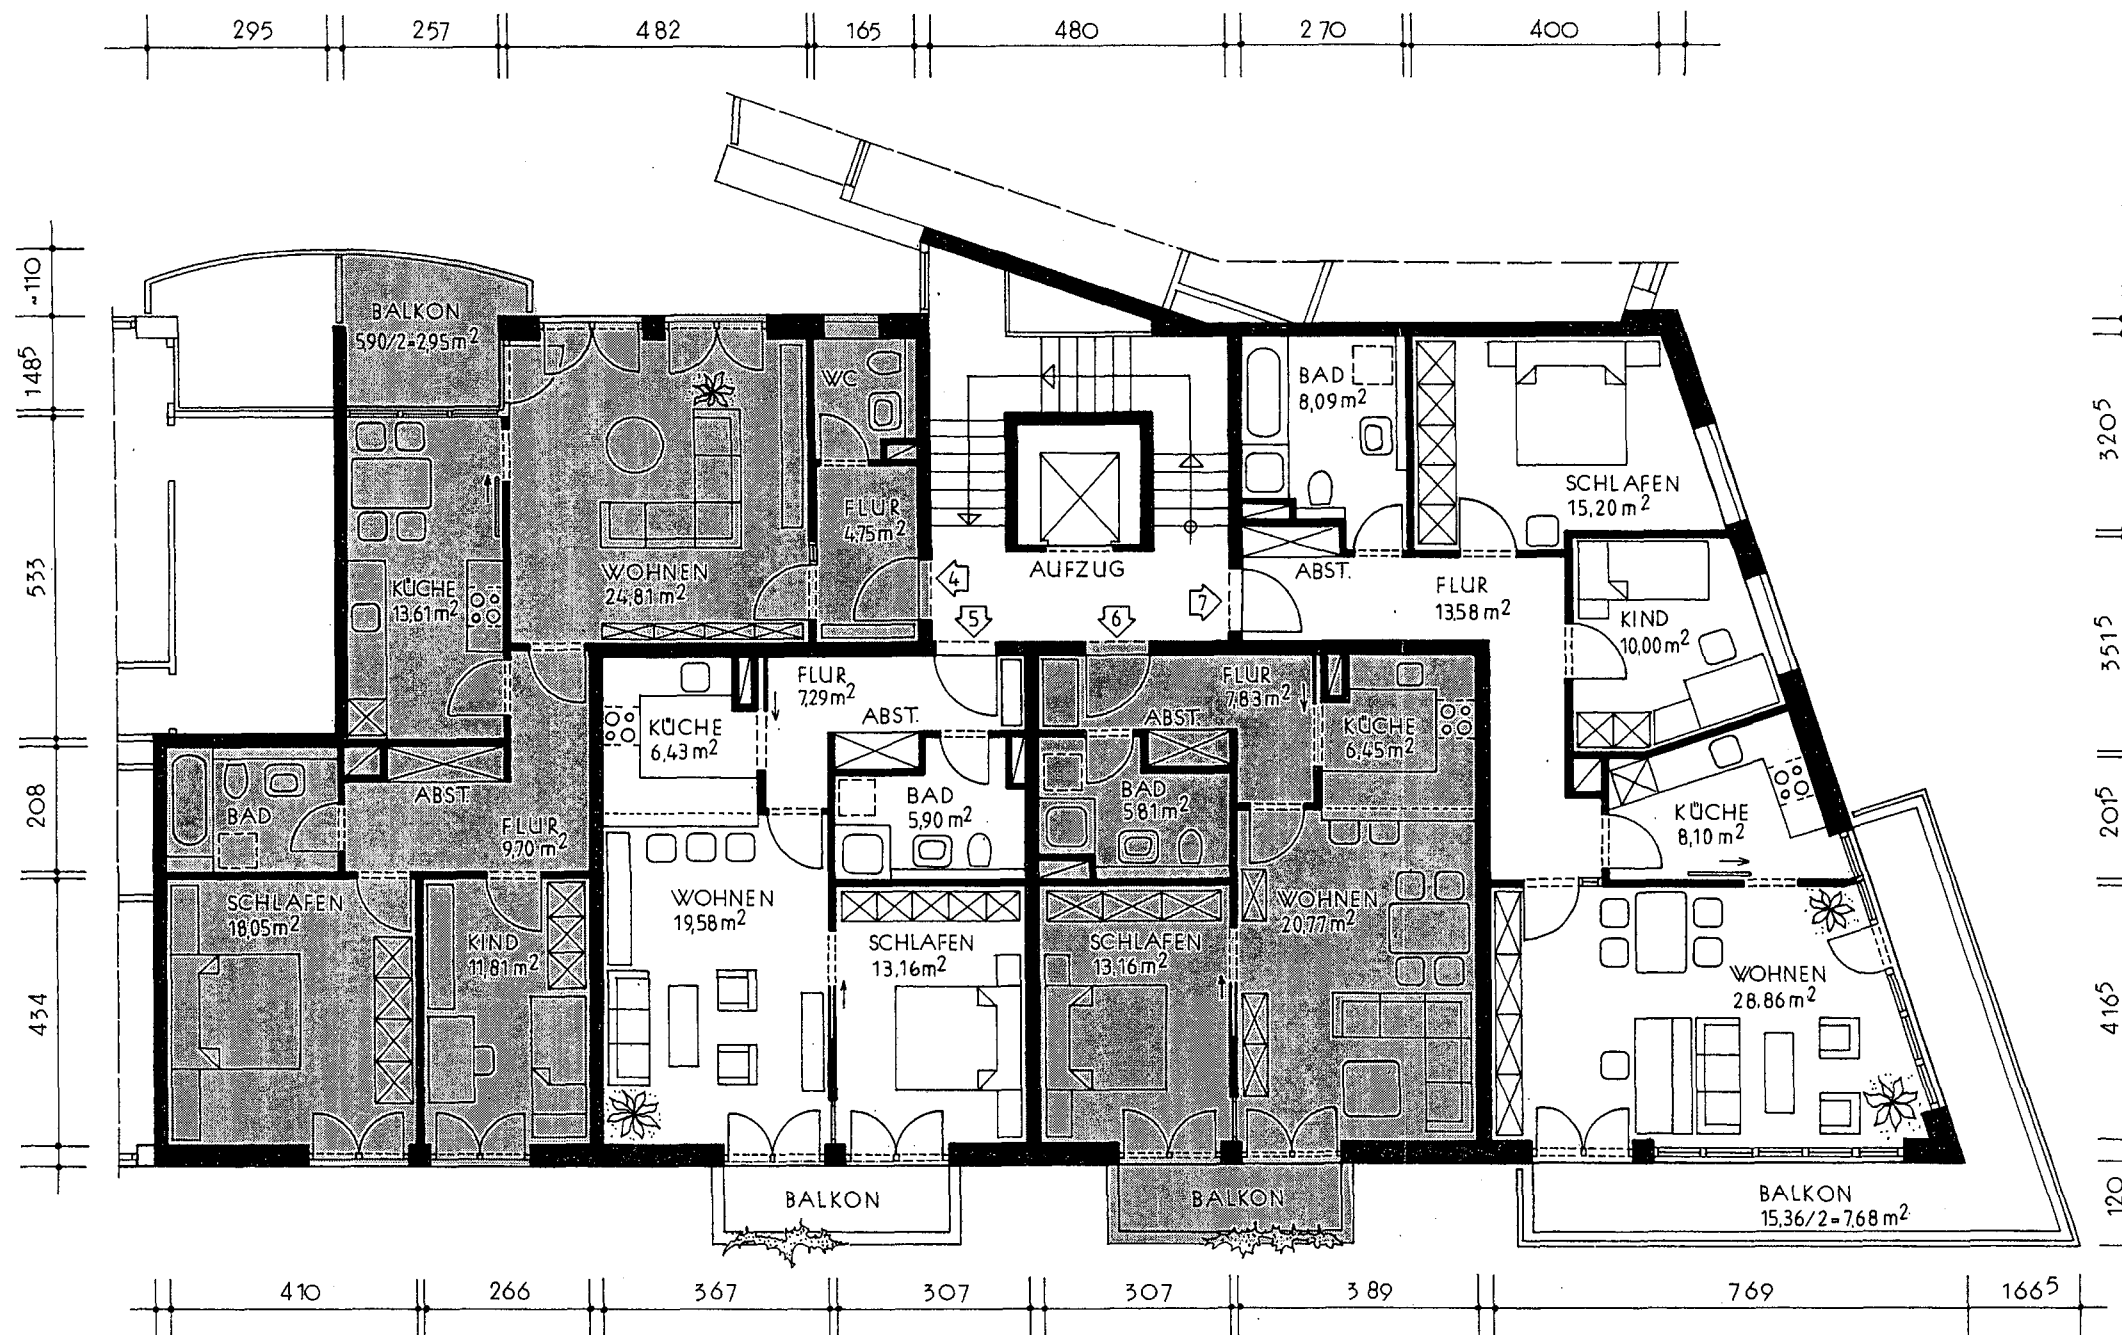 295 257 482 165 480 270 400
~110
1485
533
208
434
3205
3515
2015
4165
120
BALKON
5,90/2=2,95m²
WC
BAD
8,09m²
SCHLAFEN
15,20m²
FLUR
4,75m²
KÜCHE
13,61m²
WOHNEN
24,81m²
4
AUFZUG
7
ABST.
FLUR
13,58m²
KIND
10,00m²
5
6
FLUR
7,29m²
KÜCHE
6,43m²
ABST.
FLUR
7,83m²
ABST.
KÜCHE
6,45m²
BAD
ABST.
FLUR
9,70m²
BAD
5,90m²
BAD
5,81m²
KÜCHE
8,10m²
SCHLAFEN
18,05m²
KIND
11,81m²
WOHNEN
19,58m²
SCHLAFEN
13,16m²
SCHLAFEN
13,16m²
WOHNEN
20,77m²
WOHNEN
28,86m²
BALKON
BALKON
BALKON
15,36/2=7,68m²
410 266 367 307 307 389 769 1665